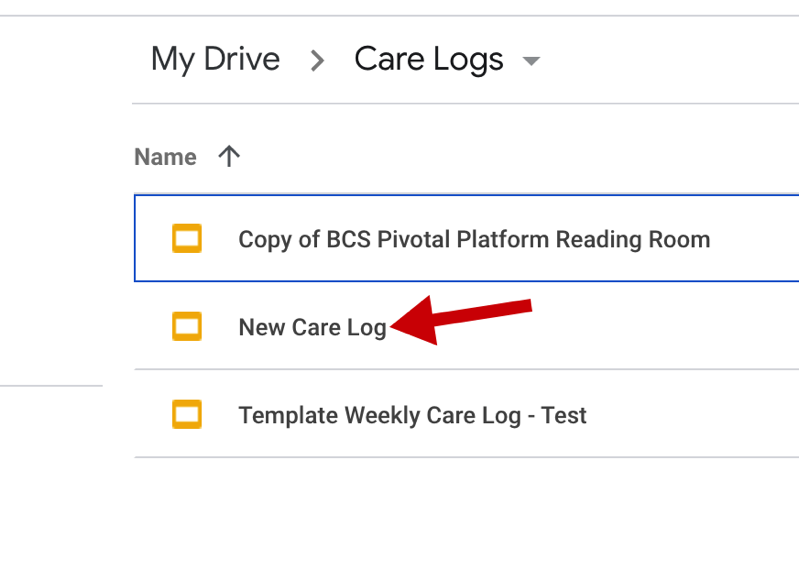 My Drive > Care Logs
Name ↑
Copy of BCS Pivotal Platform Reading Room
New Care Log
Template Weekly Care Log - Test